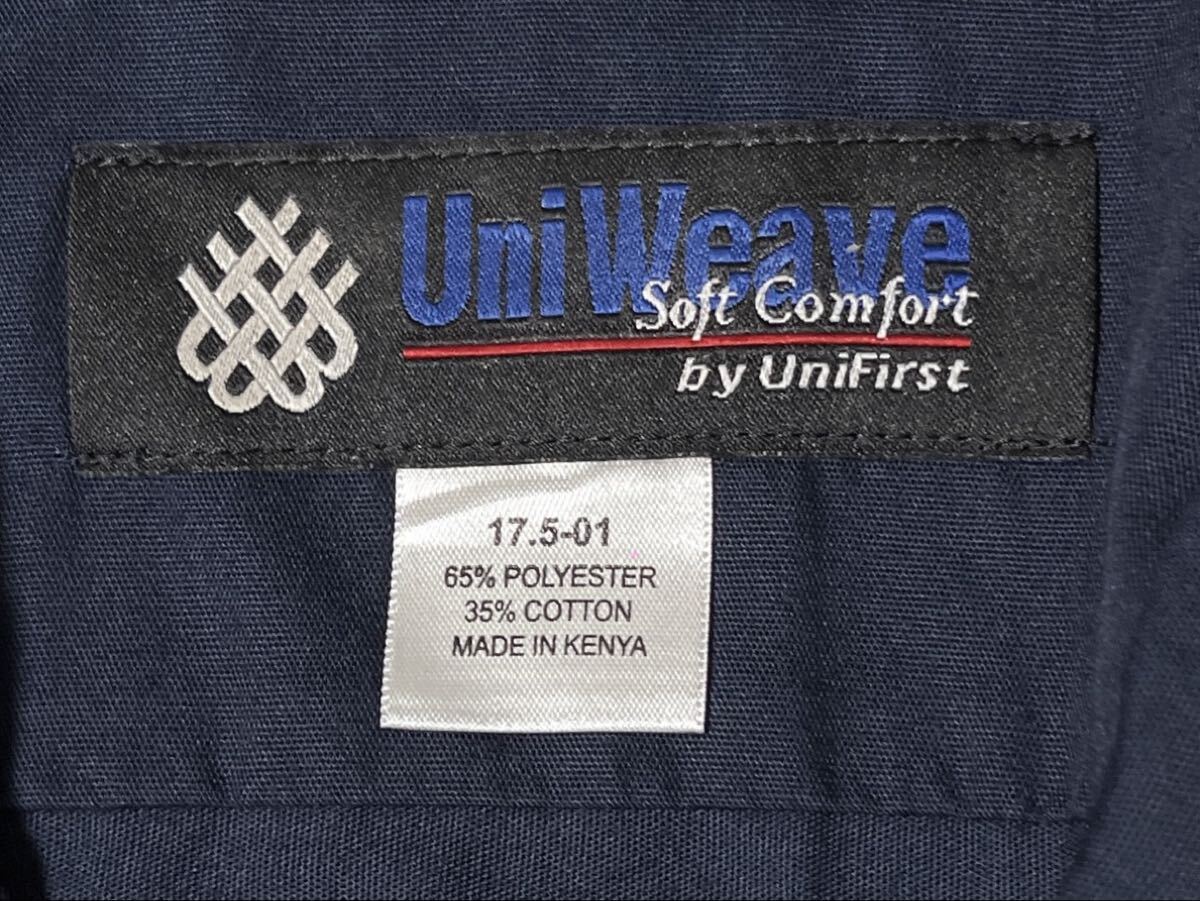 UniWeave
Soft Comfort
by UniFirst
17.5-01
65% POLYESTER
35% COTTON
MADE IN KENYA